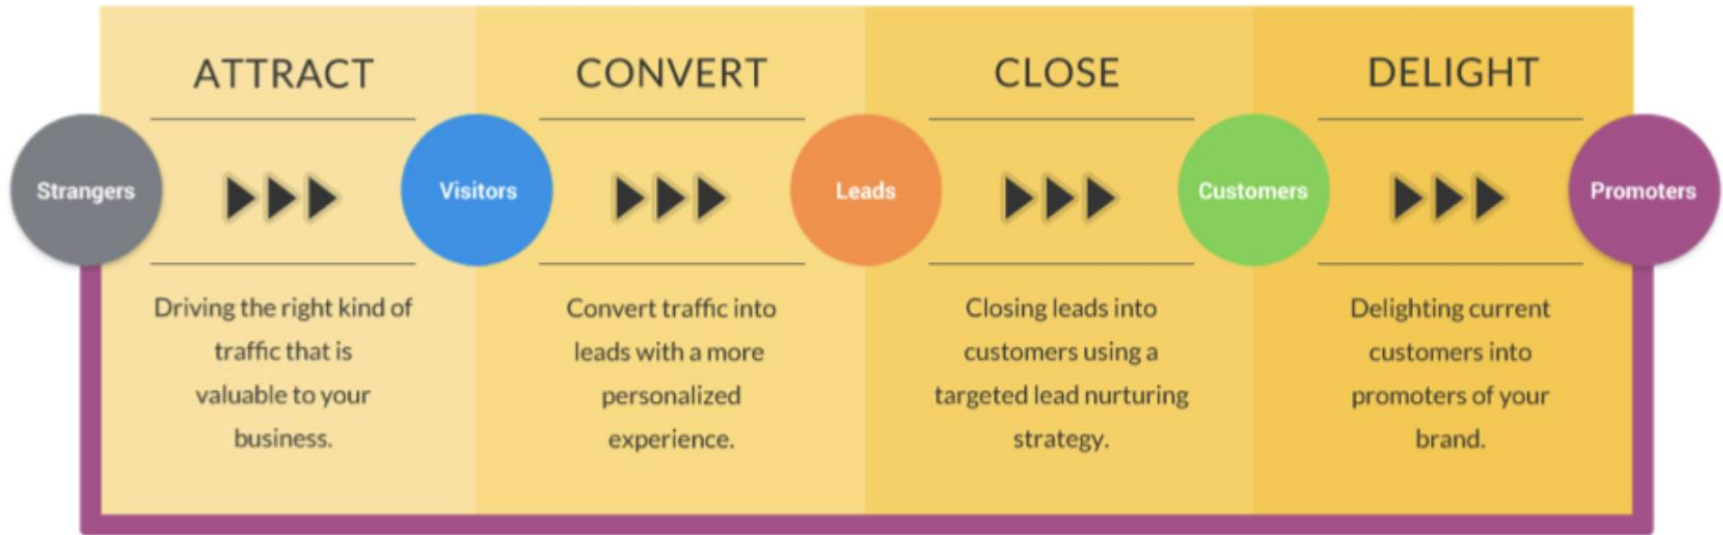 ATTRACT
CONVERT
CLOSE
DELIGHT
Strangers
Visitors
Leads
Customers
Promoters
Driving the right kind of
traffic that is
valuable to your
business.
Convert traffic into
leads with a more
personalized
experience.
Closing leads into
customers using a
targeted lead nurturing
strategy.
Delighting current
customers into
promoters of your
brand.